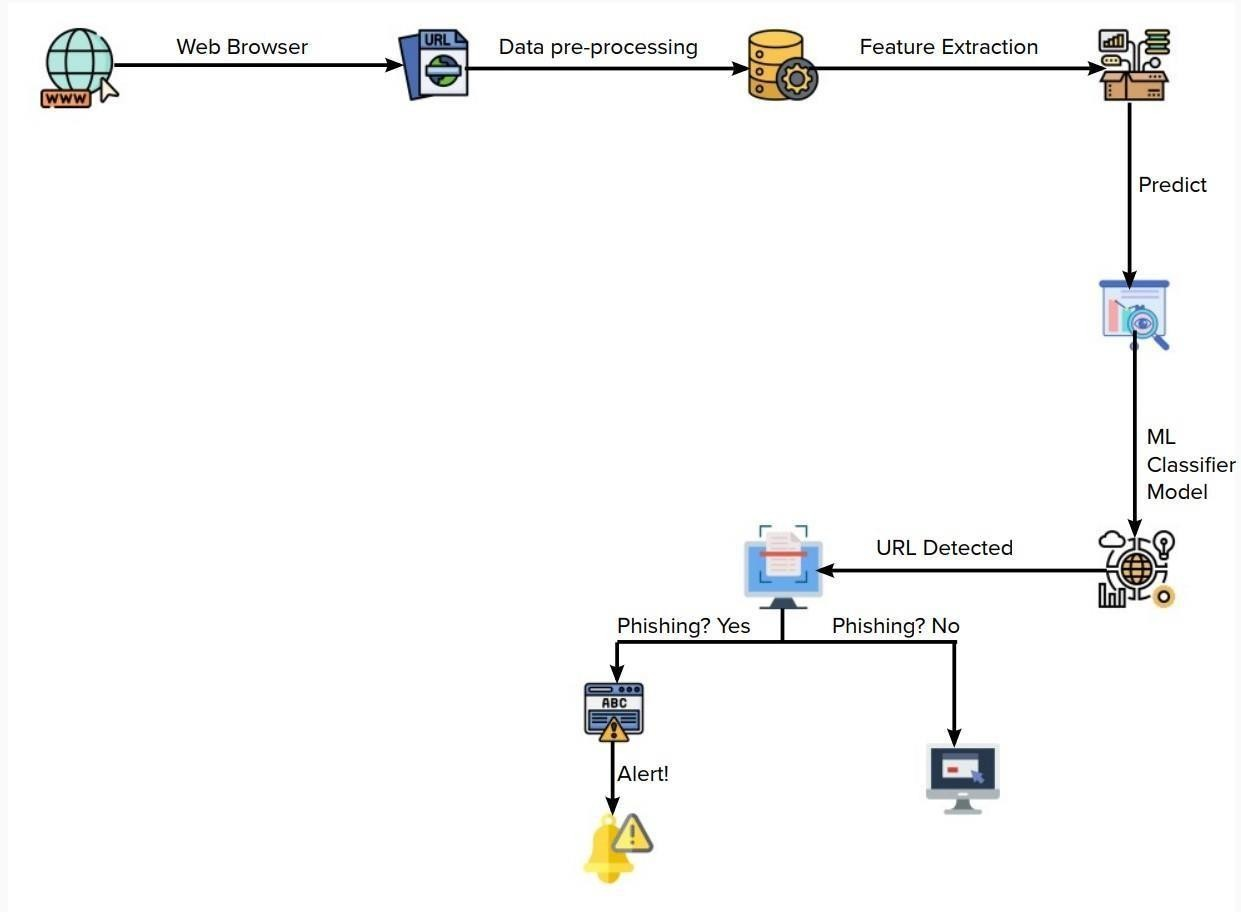 Web Browser
Data pre-processing
Feature Extraction
URL
WWW
Predict
ML
Classifier
Model
URL Detected
Phishing? Yes
Phishing? No
ABC
Alert!